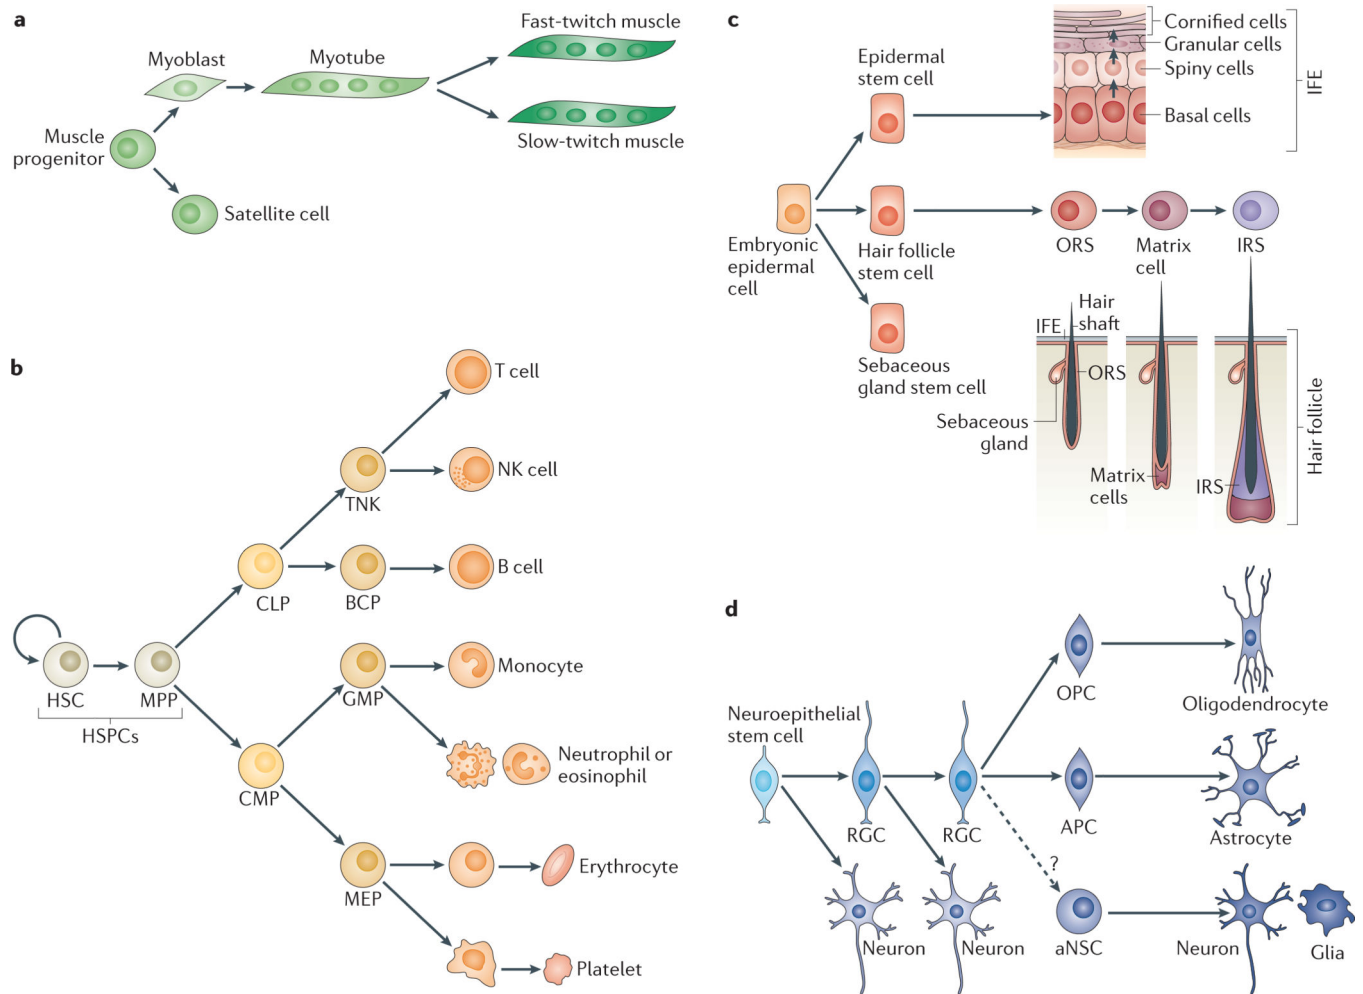 a
Fast-twitch muscle
Myoblast
Myotube
Muscle
progenitor
Slow-twitch muscle
Satellite cell
b
T cell
NK cell
TNK
B cell
CLP
BCP
Monocyte
HSC
MPP
GMP
HSPCs
Neutrophil or
eosinophil
CMP
Erythrocyte
MEP
Platelet
c
Cornified cells
Granular cells
Spiny cells
Basal cells
IFE
Epidermal
stem cell
Embryonic
epidermal
cell
Hair follicle
stem cell
ORS
Matrix
cell
IRS
Sebaceous
gland stem cell
IFE
Hair
shaft
ORS
Sebaceous
gland
Matrix
cells
IRS
Hair follicle
d
OPC
Oligodendrocyte
Neuroepithelial
stem cell
RGC
RGC
APC
Astrocyte
?
Neuron
Neuron
aNSC
Neuron
Glia